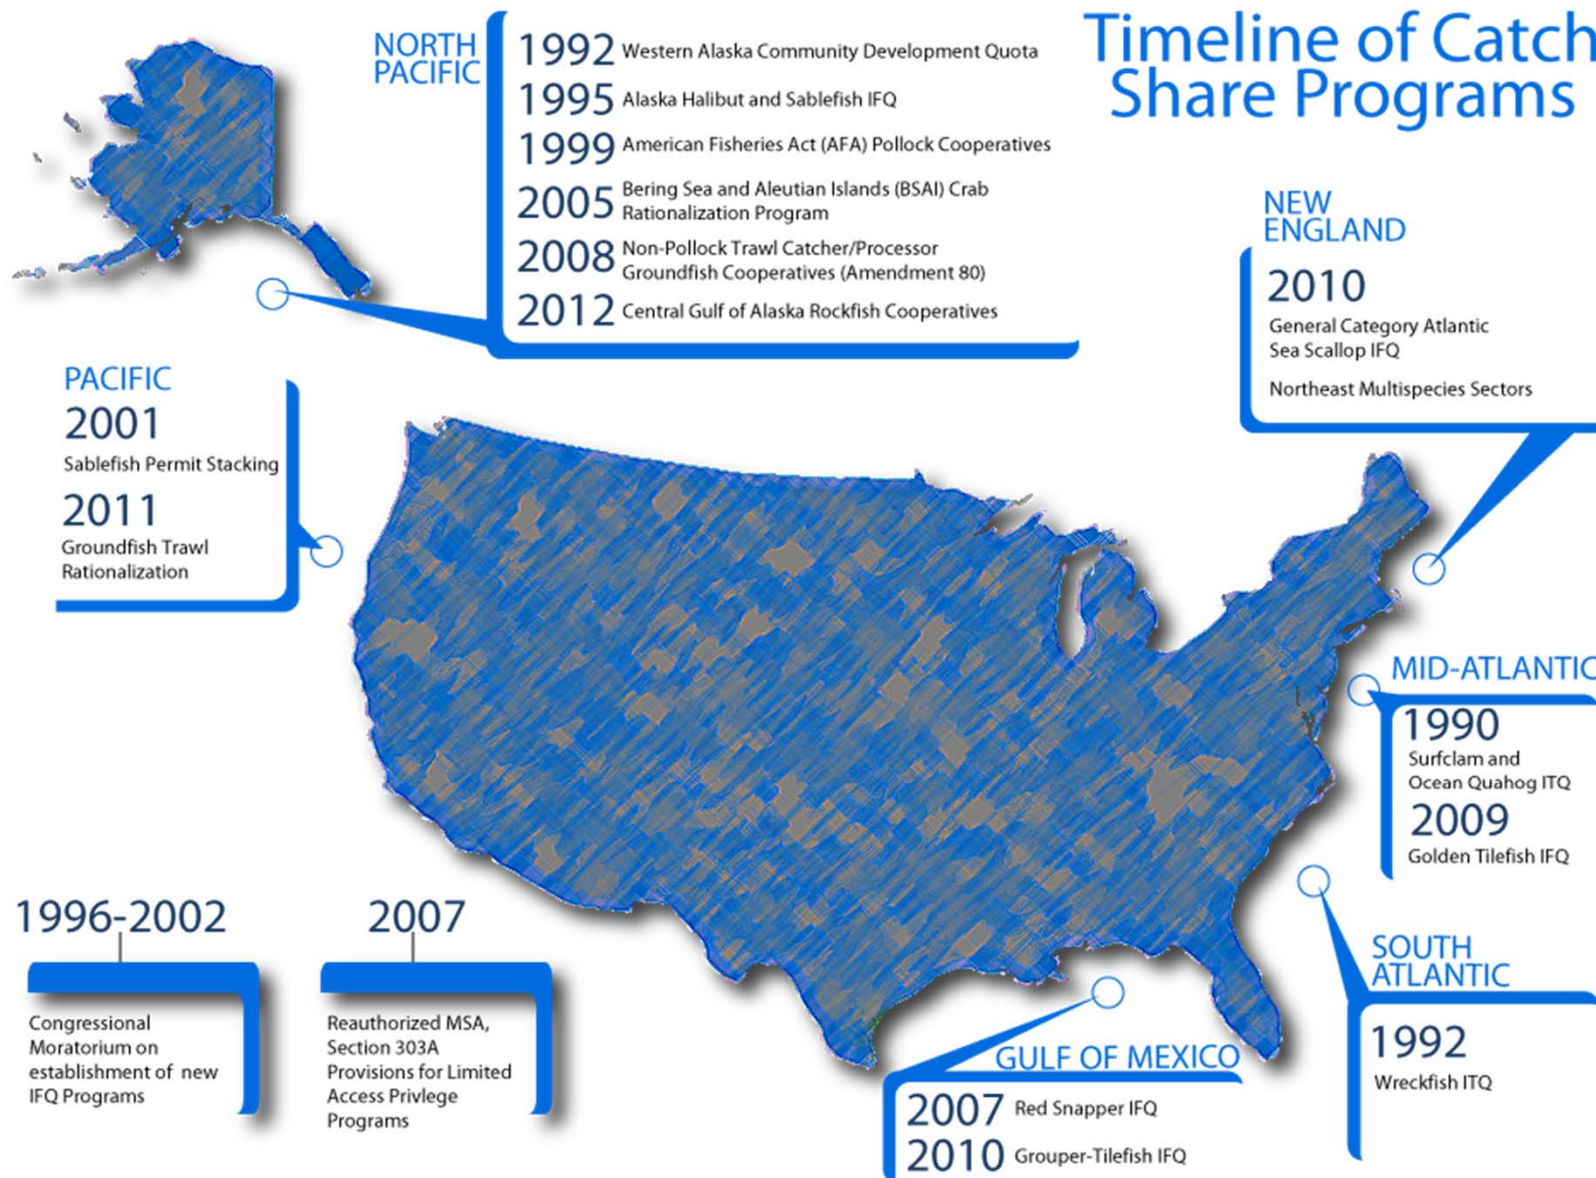 Timeline of Catch
Share Programs
NORTH
PACIFIC
1992 Western Alaska Community Development Quota
1995 Alaska Halibut and Sablefish IFQ
1999 American Fisheries Act (AFA) Pollock Cooperatives
2005 Bering Sea and Aleutian Islands (BSAI) Crab
Rationalization Program
2008 Non-Pollock Trawl Catcher/Processor
Groundfish Cooperatives (Amendment 80)
2012 Central Gulf of Alaska Rockfish Cooperatives
NEW
ENGLAND
2010
General Category Atlantic
Sea Scallop IFQ
Northeast Multispecies Sectors
PACIFIC
2001
Sablefish Permit Stacking
2011
Groundfish Trawl
Rationalization
MID-ATLANTIC
1990
Surfclam and
Ocean Quahog ITQ
2009
Golden Tilefish IFQ
1996-2002
Congressional
Moratorium on
establishment of new
IFQ Programs
2007
Reauthorized MSA,
Section 303A
Provisions for Limited
Access Privlege
Programs
SOUTH
ATLANTIC
1992
Wreckfish ITQ
GULF OF MEXICO
2007 Red Snapper IFQ
2010 Grouper-Tilefish IFQ